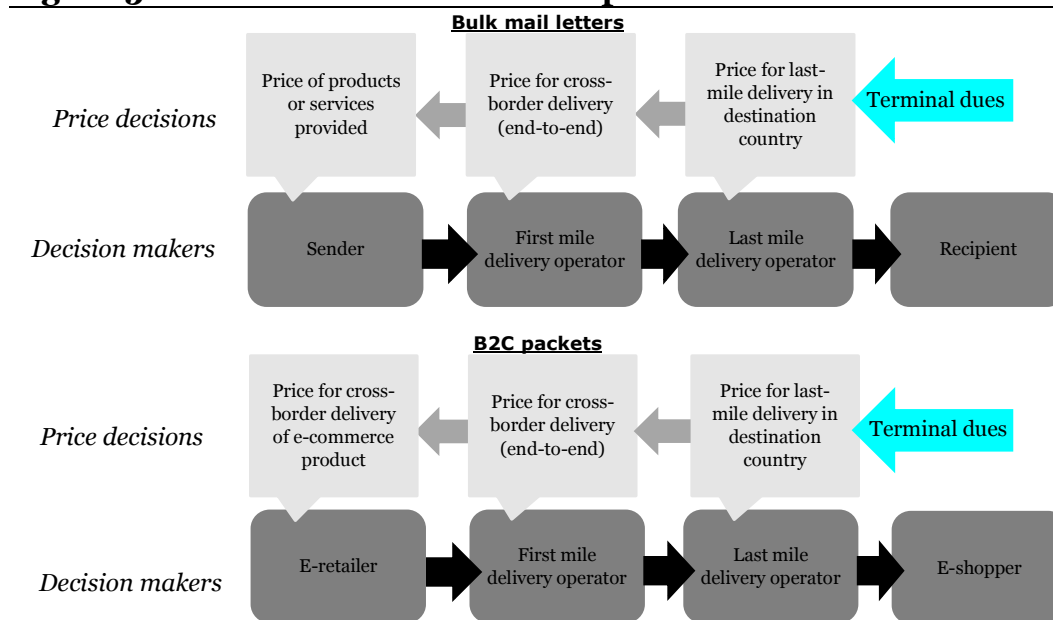 Bulk mail letters
Price of products
or services
provided
Price for cross-
border delivery
(end-to-end)
Price for last-
mile delivery in
destination
country
Terminal dues
Price decisions
Decision makers
Sender
First mile
delivery operator
Last mile
delivery operator
Recipient
B2C packets
Price for cross-
border delivery
of e-commerce
product
Price for cross-
border delivery
(end-to-end)
Price for last-
mile delivery in
destination
country
Terminal dues
Price decisions
Decision makers
E-retailer
First mile
delivery operator
Last mile
delivery operator
E-shopper